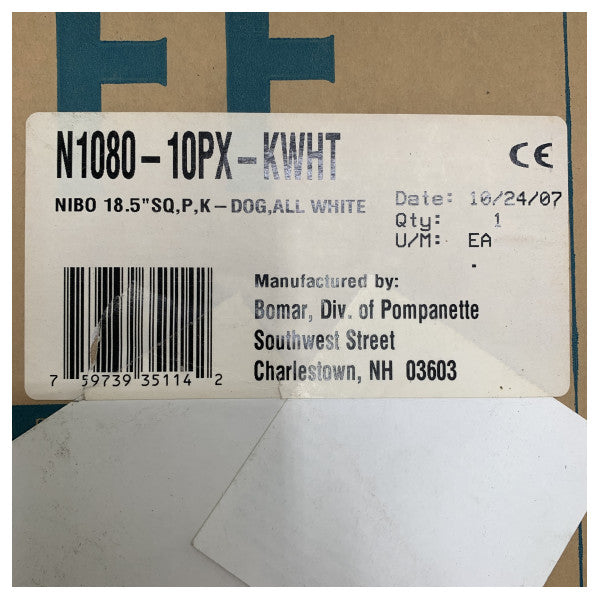 N1080-10PX-KWHT
CE
NIBO 18.5"SQ,P,K-DOG,ALL WHITE
Date: 10/24/07
Qty: 1
U/M: EA
Manufactured by:
Bomar, Div. of Pompanette
Southwest Street
Charlestown, NH 03603
7 59739 35114 2